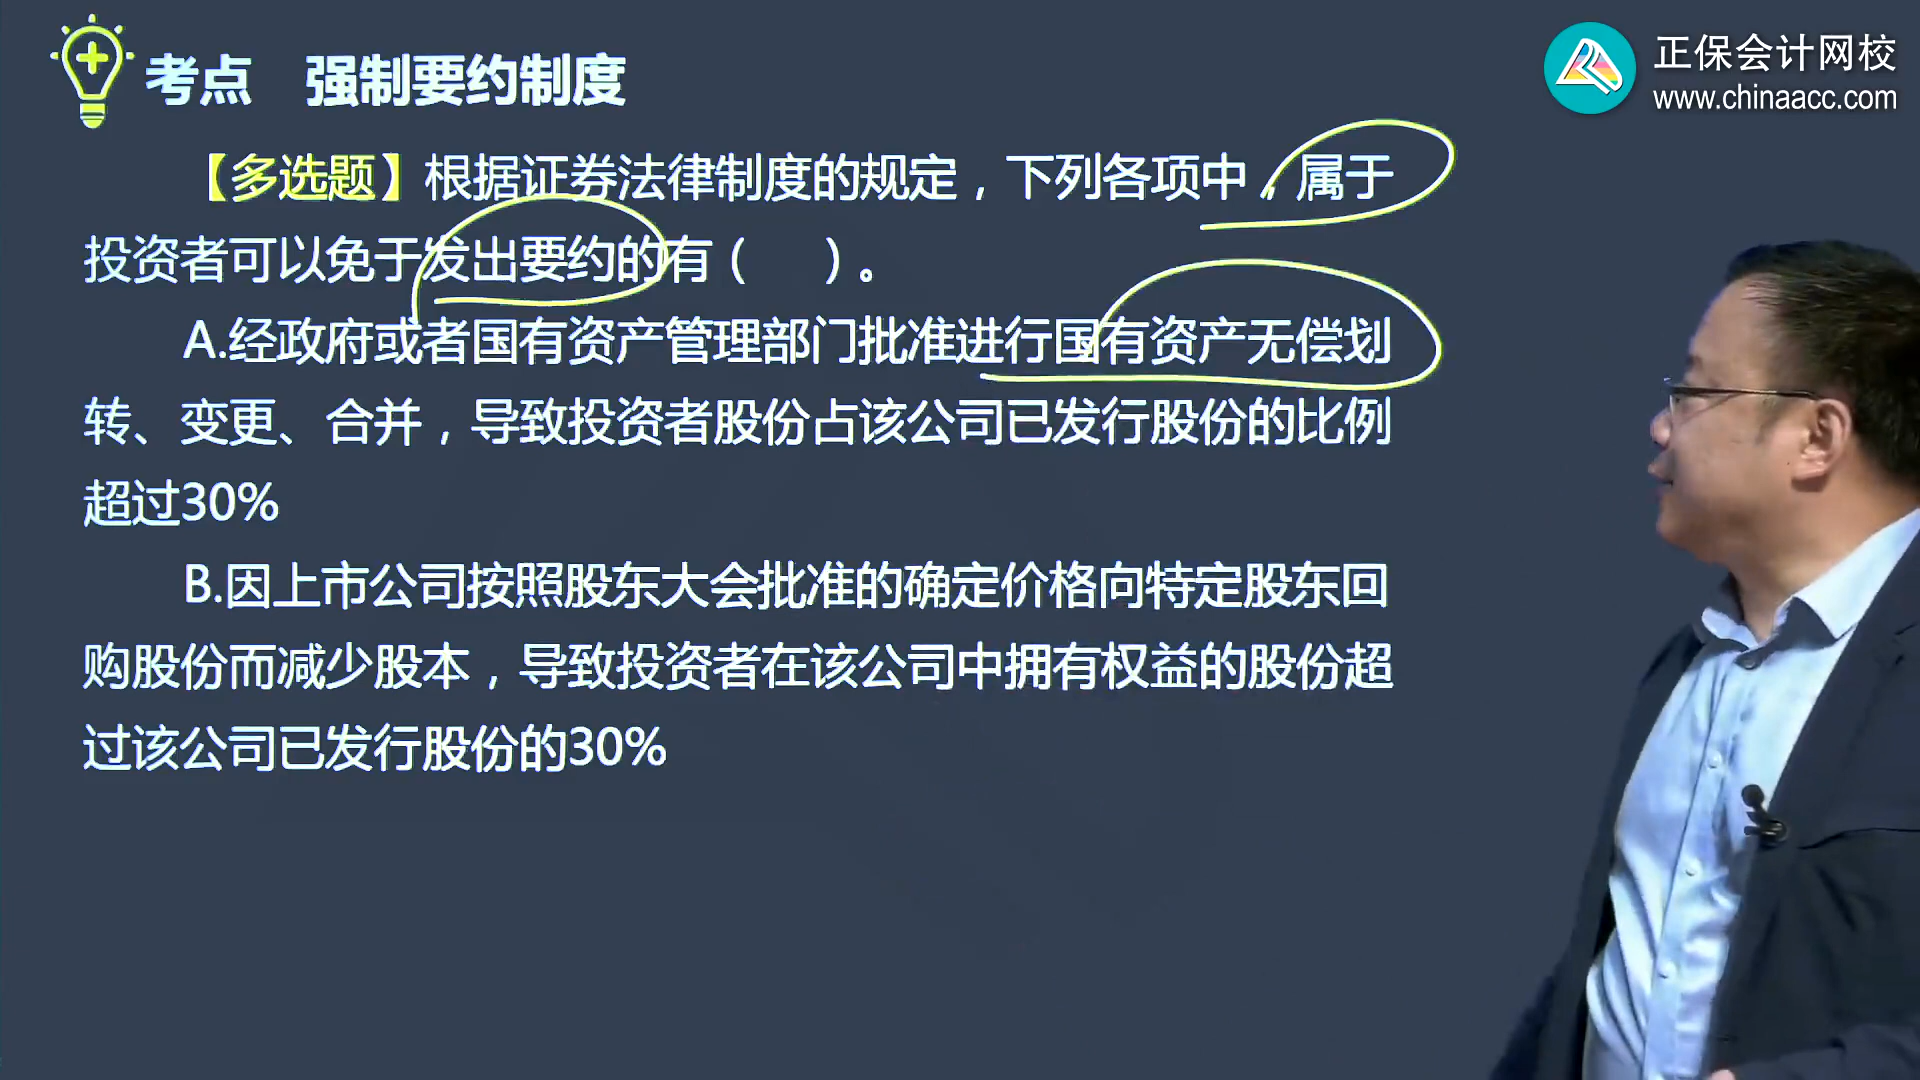 考点 强制要约制度
正保会计网校
www.chinaacc.com
【多选题】根据证券法律制度的规定，下列各项中，属于
投资者可以免于发出要约的有（ ）。
A.经政府或者国有资产管理部门批准进行国有资产无偿划
转、变更、合并，导致投资者股份占该公司已发行股份的比例
超过30%
B.因上市公司按照股东大会批准的确定价格向特定股东回
购股份而减少股本，导致投资者在该公司中拥有权益的股份超
过该公司已发行股份的30%